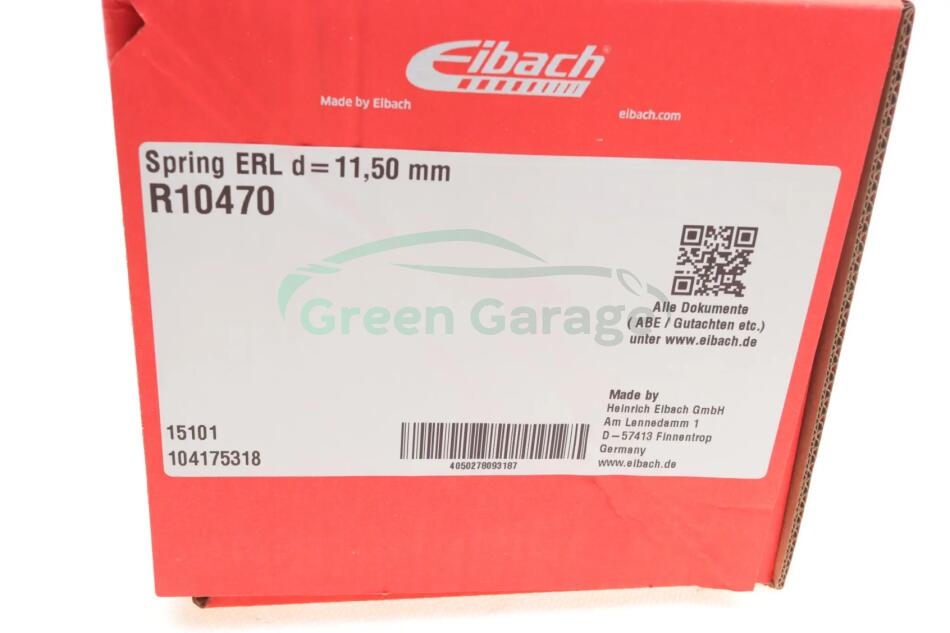 Eibach®
Made by Eibach
eibach.com
Spring ERL d=11,50 mm
R10470
Green Garage
Alle Dokumente
( ABE / Gutachten etc.)
unter www.eibach.de
15101
104175318
4050278093187
Made by
Heinrich Eibach GmbH
Am Lennedamm 1
D–57413 Finnentrop
Germany
www.eibach.de